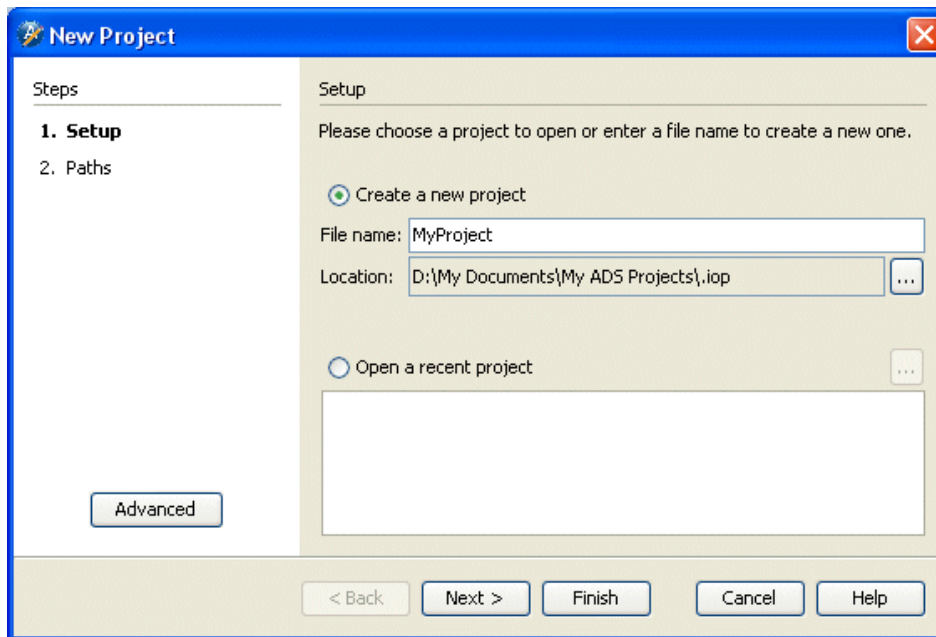 New Project
Steps
1. Setup
2. Paths
Advanced
Setup
Please choose a project to open or enter a file name to create a new one.
Create a new project
File name: MyProject
Location: D:\My Documents\My ADS Projects\.iop ...
Open a recent project ...
< Back Next > Finish Cancel Help